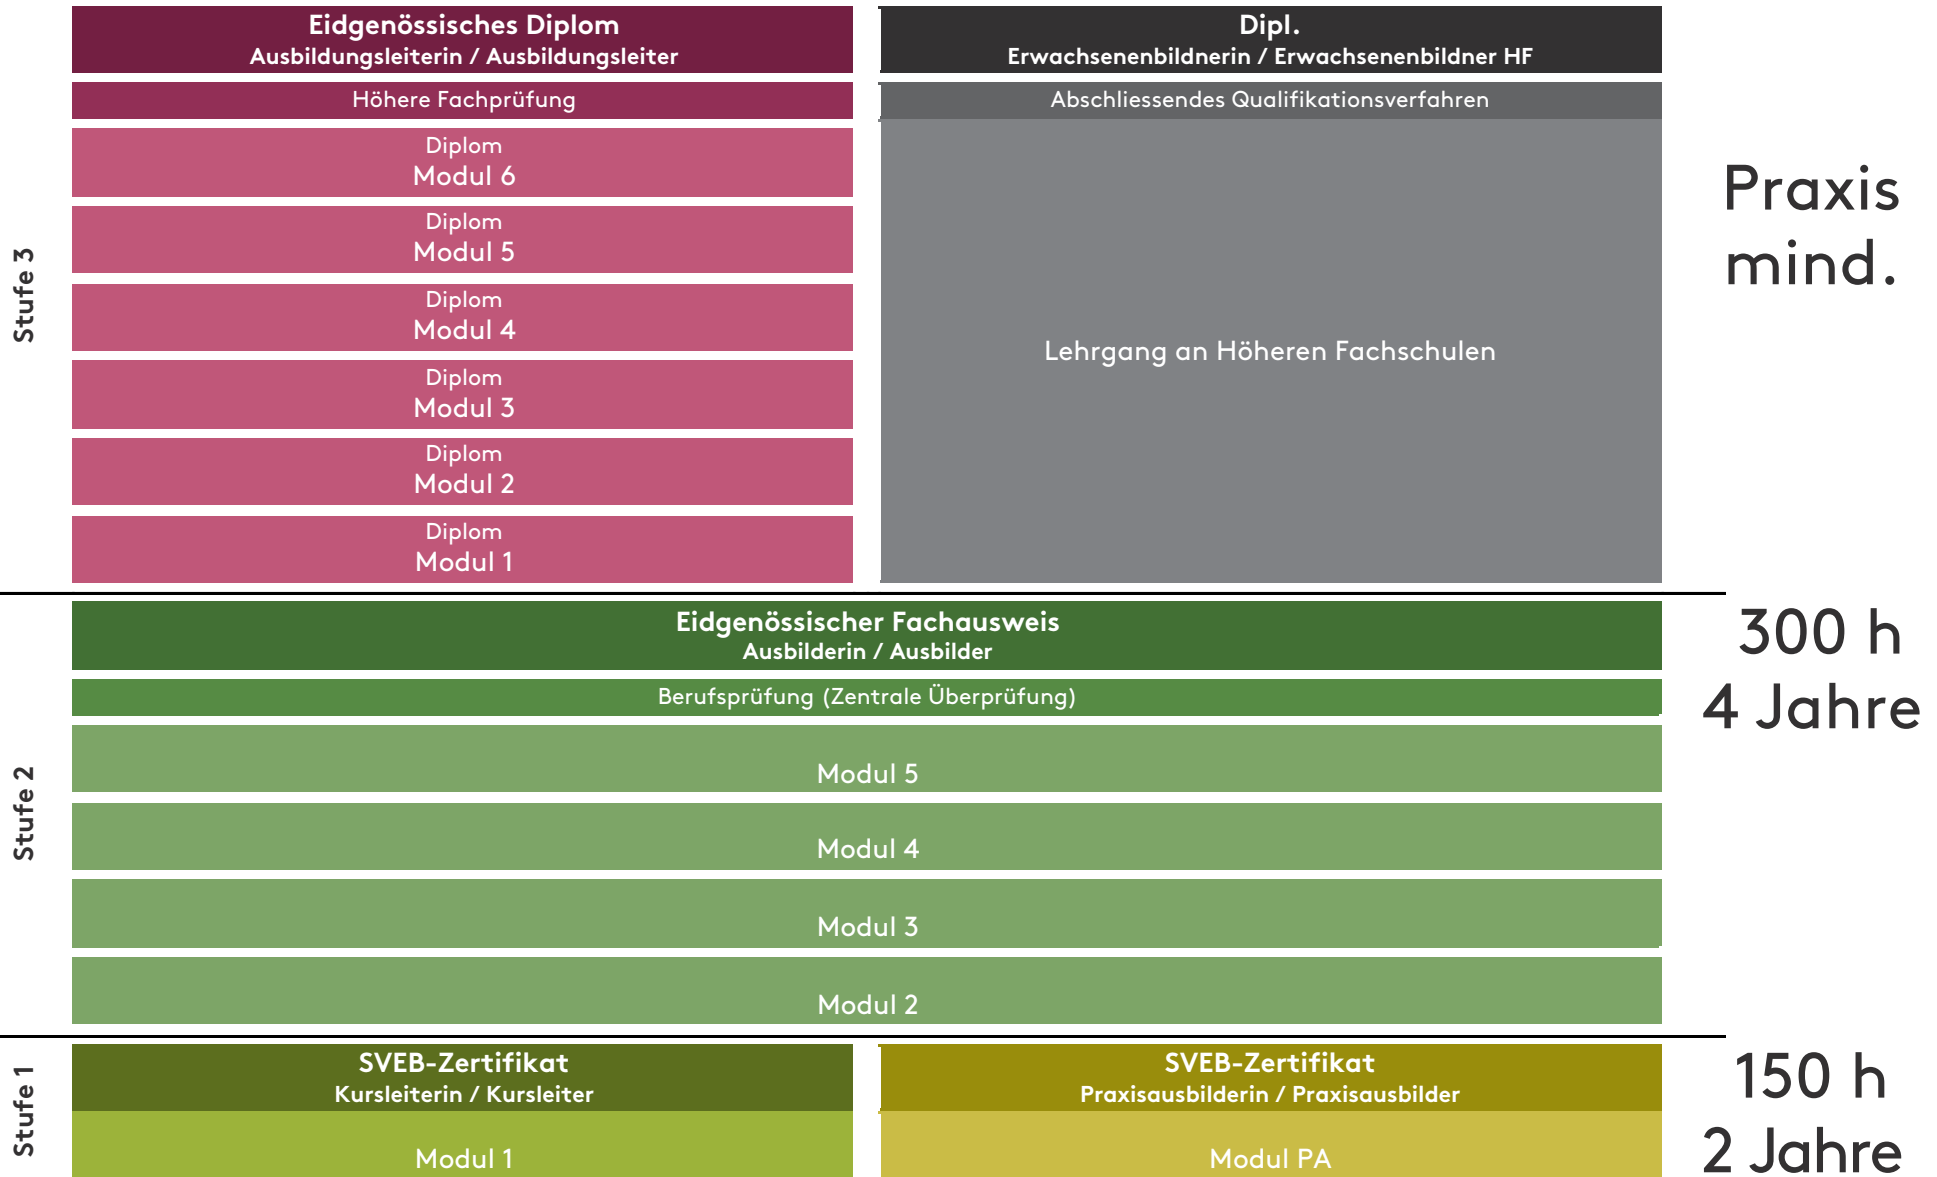 Stufe 3
Eidgenössisches Diplom
Ausbildungsleiterin / Ausbildungsleiter
Höhere Fachprüfung
Diplom
Modul 6
Diplom
Modul 5
Diplom
Modul 4
Diplom
Modul 3
Diplom
Modul 2
Diplom
Modul 1
Dipl.
Erwachsenenbildnerin / Erwachsenenbildner HF
Abschliessendes Qualifikationsverfahren
Lehrgang an Höheren Fachschulen
Praxis
mind.
Stufe 2
Eidgenössischer Fachausweis
Ausbilderin / Ausbilder
Berufsprüfung (Zentrale Überprüfung)
Modul 5
Modul 4
Modul 3
Modul 2
300 h
4 Jahre
Stufe 1
SVEB-Zertifikat
Kursleiterin / Kursleiter
Modul 1
SVEB-Zertifikat
Praxisausbilderin / Praxisausbilder
Modul PA
150 h
2 Jahre